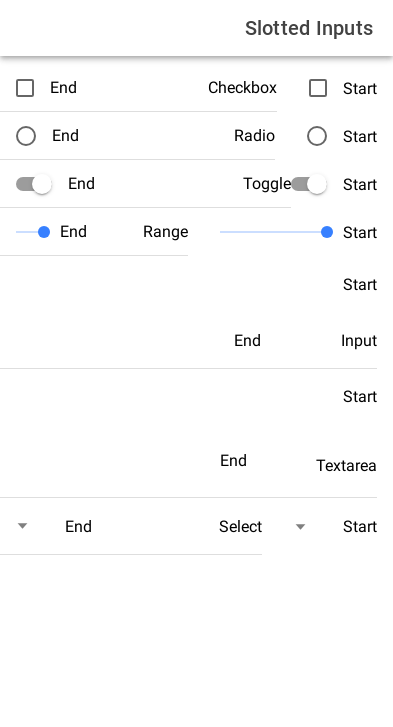 Slotted Inputs
Start Checkbox End
Start Radio End
Start Toggle End
Start Range End
Start
Input End
Start
Textarea End
Start Select End